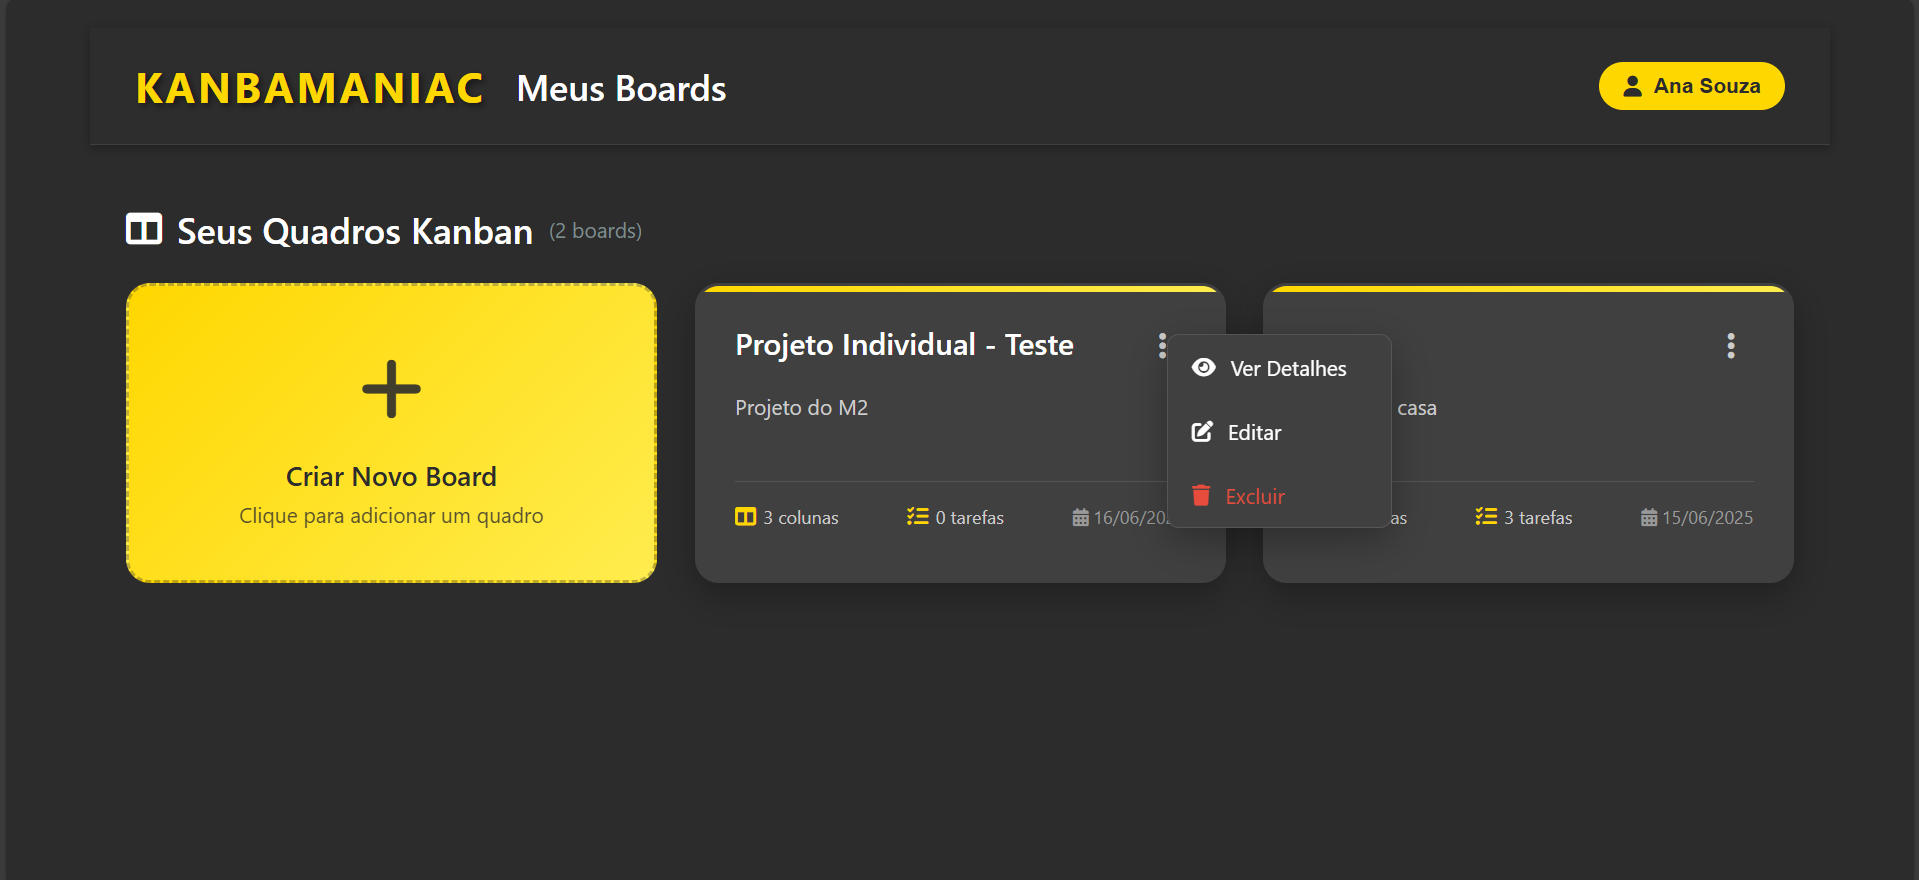 KANBAMANIAC Meus Boards
Ana Souza
Seus Quadros Kanban (2 boards)
Criar Novo Board
Clique para adicionar um quadro
Projeto Individual - Teste
Projeto do M2
3 colunas
0 tarefas
16/06/20
Ver Detalhes
Editar
Excluir
casa
as
3 tarefas
15/06/2025